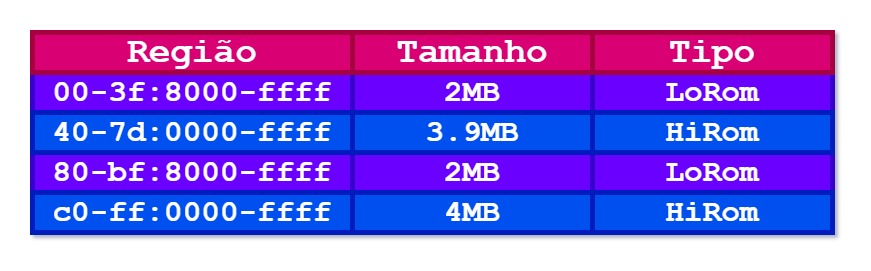 Região Tamanho Tipo
00-3f:8000-ffff 2MB LoRom
40-7d:0000-ffff 3.9MB HiRom
80-bf:8000-ffff 2MB LoRom
c0-ff:0000-ffff 4MB HiRom